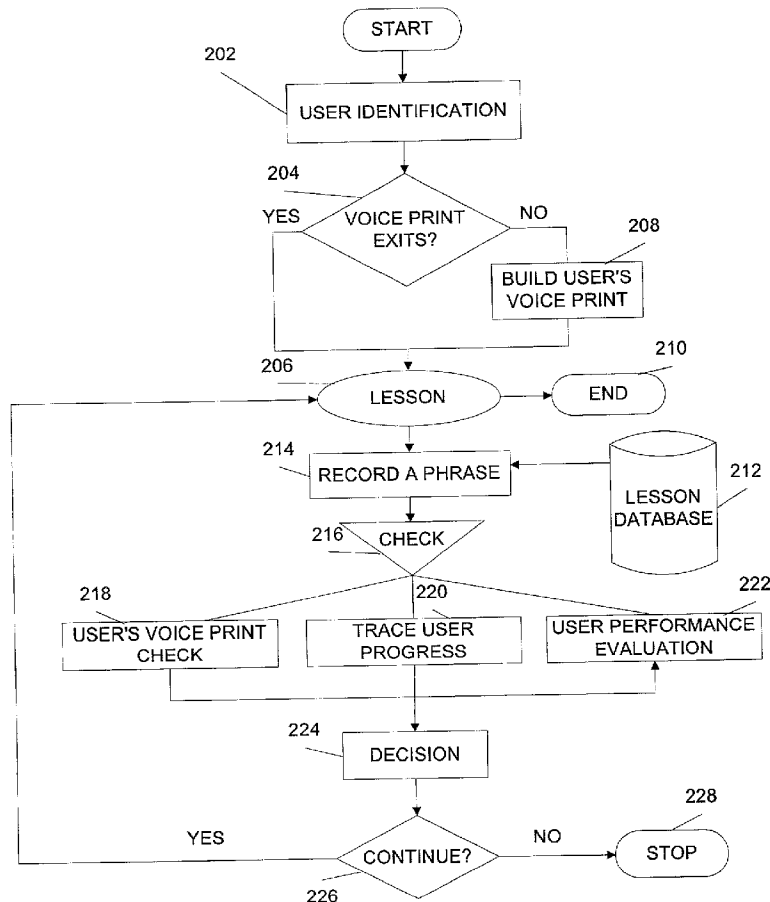 START
202
USER IDENTIFICATION
204
YES
VOICE PRINT
EXITS?
NO
208
BUILD USER'S
VOICE PRINT
206
LESSON
210
END
214
RECORD A PHRASE
LESSON
DATABASE
212
216
CHECK
218
USER'S VOICE PRINT
CHECK
220
TRACE USER
PROGRESS
222
USER PERFORMANCE
EVALUATION
224
DECISION
YES
CONTINUE?
226
NO
228
STOP